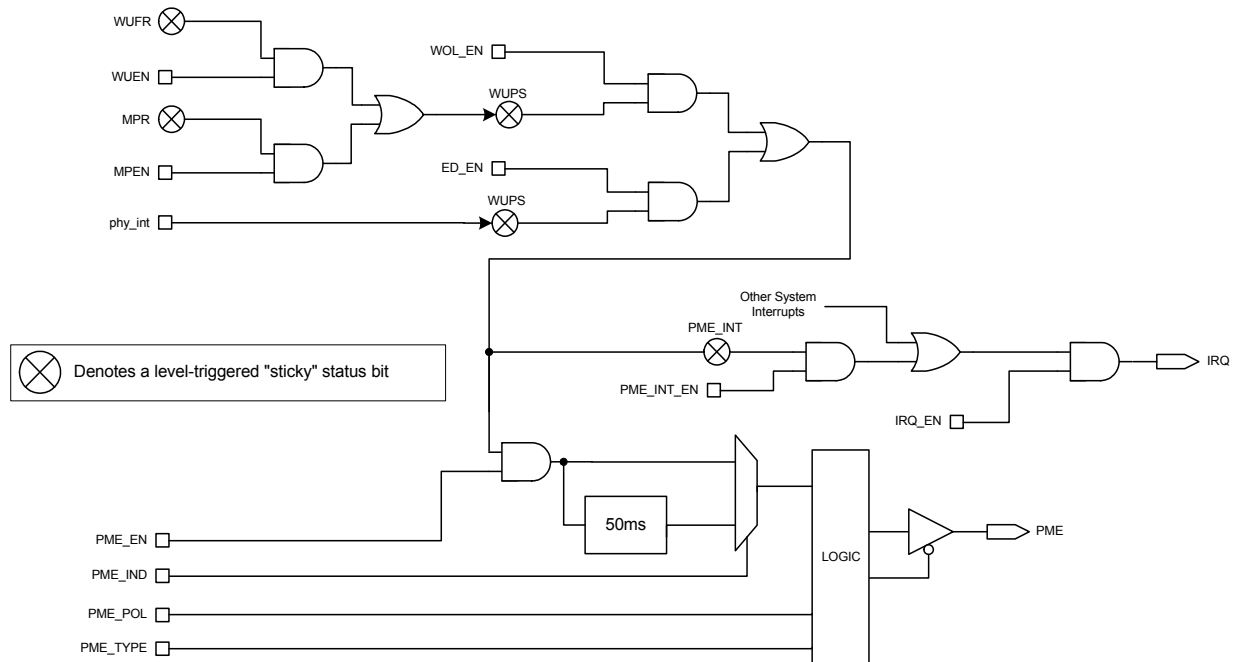 WUFR
WUEN
MPR
MPEN
phy_int
WOL_EN
WUPS
ED_EN
WUPS
Other System
Interrupts
PME_INT
PME_INT_EN
IRQ_EN
IRQ
Denotes a level-triggered "sticky" status bit
50ms
LOGIC
PME
PME_EN
PME_IND
PME_POL
PME_TYPE